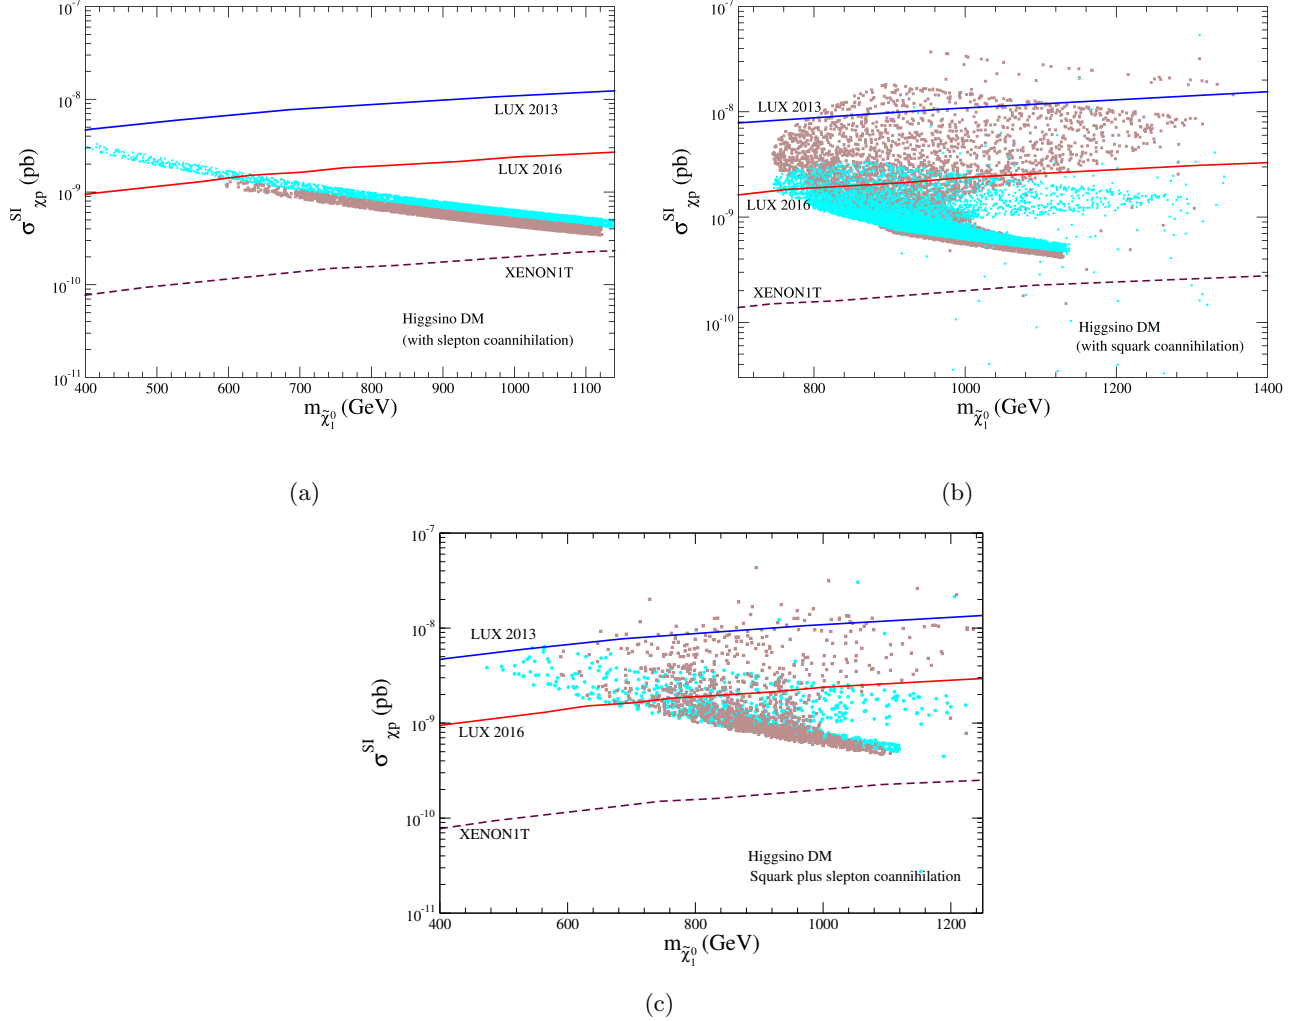 10^-7
10^-8
10^-9
10^-10
10^-11
σ^SI_χp (pb)
LUX 2013
LUX 2016
XENON1T
Higgsino DM
(with slepton coannihilation)
400 500 600 700 800 900 1000 1100
m_χ̃^0_1 (GeV)
(a)
10^-7
10^-8
10^-9
10^-10
σ^SI_χp (pb)
LUX 2013
LUX 2016
XENON1T
Higgsino DM
(with squark coannihilation)
800 1000 1200 1400
m_χ̃^0_1 (GeV)
(b)
10^-7
10^-8
10^-9
10^-10
10^-11
σ^SI_χp (pb)
LUX 2013
LUX 2016
XENON1T
Higgsino DM
Squark plus slepton coannihilation
400 600 800 1000 1200
m_χ̃^0_1 (GeV)
(c)